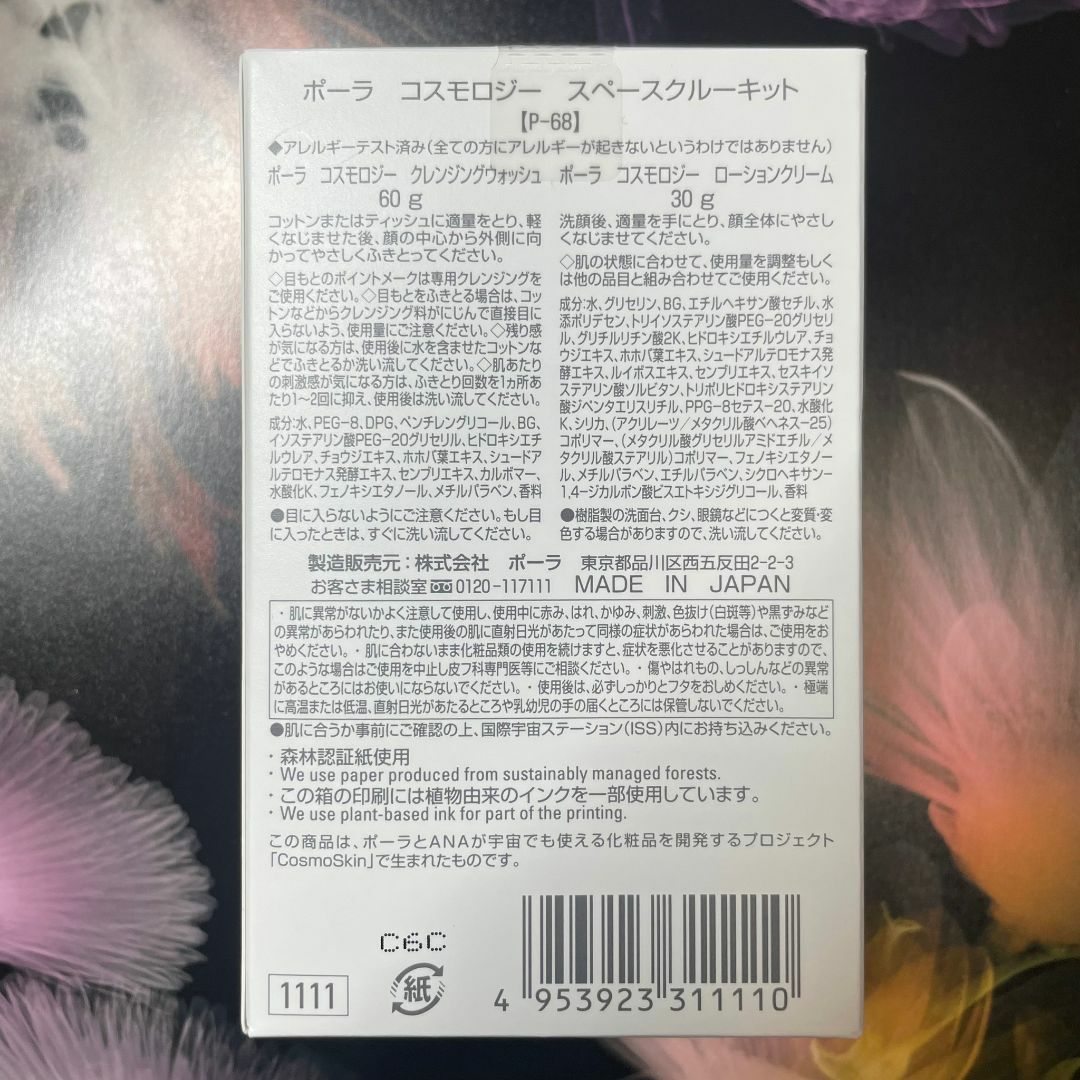 ポーラ コスモロジー スペースクルーキット
【P-68】
◆アレルギーテスト済み(全ての方にアレルギーが起きないというわけではありません)
ポーラ コスモロジー クレンジングウォッシュ
60g
コットンまたはティッシュに適量をとり、軽
くなじませた後、顔の中心から外側に向
かってやさしくふきとってください。
◇目もとのポイントメークは専用クレンジングを
ご使用ください。◇目もとをふきとる場合は、コッ
トンなどからクレンジング料がにじんで直接目に
入らないよう、使用量にご注意ください。◇残り感
が気になる方は、使用後に水を含ませたコットンな
どでふきとるか洗い流してください。◇肌あたり
の刺激感が気になる方は、ふきとり回数を1ヵ所あ
たり1〜2回に抑え、使用後は洗い流してください。
成分:水、PEG-8、DPG、ペンチレングリコール、BG、
イソステアリン酸PEG-20グリセリル、ヒドロキシエチ
ルウレア、チョウジエキス、ホホバ葉エキス、シュードア
ルテロモナス発酵エキス、センブリエキス、カルボマー、
水酸化K、フェノキシエタノール、メチルパラベン、香料
●目に入らないようにご注意ください。もし目
に入ったときは、すぐに洗い流してください。
ポーラ コスモロジー ローションクリーム
30g
洗顔後、適量を手にとり、顔全体にやさし
くなじませてください。
◇肌の状態に合わせて、使用量を調整もしく
は他の品目と組み合わせてご使用ください。
成分:水、グリセリン、BG、エチルヘキサン酸セチル、水
添ポリデセン、トリイソステアリン酸PEG-20グリセリ
ル、グリチルリチン酸2K、ヒドロキシエチルウレア、チョ
ウジエキス、ホホバ葉エキス、シュードアルテロモナス発
酵エキス、ルイボスエキス、センブリエキス、セスキイソ
ステアリン酸ソルビタン、トリポリヒドロキシステアリン
酸ジペンタエリスリチル、PPG-8セテス-20、水酸化
K、シリカ、(アクリレーツ/メタクリル酸ベヘネス-25)
コポリマー、(メタクリル酸グリセリルアミドエチル/メ
タクリル酸ステアリル)コポリマー、フェノキシエタノー
ル、メチルパラベン、エチルパラベン、シクロヘキサン-
1,4-ジカルボン酸ビスエトキシジグリコール、香料
●樹脂製の洗面台、クシ、眼鏡などにつくと変質・変
色する場合がありますので、洗い流してください。
製造販売元:株式会社 ポーラ 東京都品川区西五反田2-2-3
お客さま相談室 0120-117111 MADE IN JAPAN
・肌に異常がないかよく注意して使用し、使用中に赤み、はれ、かゆみ、刺激、色抜け(白斑等)や黒ずみなど
の異常があらわれたり、また使用後の肌に直射日光があたって同様の症状があらわれた場合は、ご使用をお
やめください。・肌に合わないまま化粧品類の使用を続けますと、症状を悪化させることがありますので、
このような場合はご使用を中止し皮フ科専門医等にご相談ください。・傷やはれもの、しっしんなどの異常
があるところにはお使いにならないでください。・使用後は、必ずしっかりとフタをおしめください。・極端
に高温または低温、直射日光があたるところや乳幼児の手の届くところには保管しないでください。
●肌に合うか事前にご確認の上、国際宇宙ステーション(ISS)内にお持ち込みください。
・森林認証紙使用
・We use paper produced from sustainably managed forests.
・この箱の印刷には植物由来のインクを一部使用しています。
・We use plant-based ink for part of the printing.
この商品は、ポーラとANAが宇宙でも使える化粧品を開発するプロジェクト
「CosmoSkin」で生まれたものです。
C6C
1111
紙
4 953923 311110